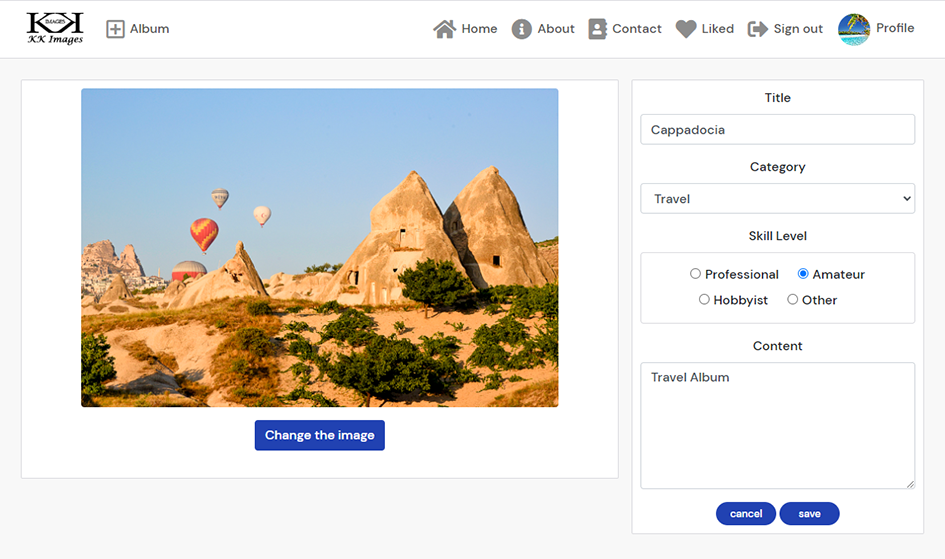 KK
IMAGES
KK Images
Album
Home
About
Contact
Liked
Sign out
Profile
Title
Cappadocia
Category
Travel
Skill Level
Professional
Amateur
Hobbyist
Other
Content
Travel Album
Change the image
cancel
save